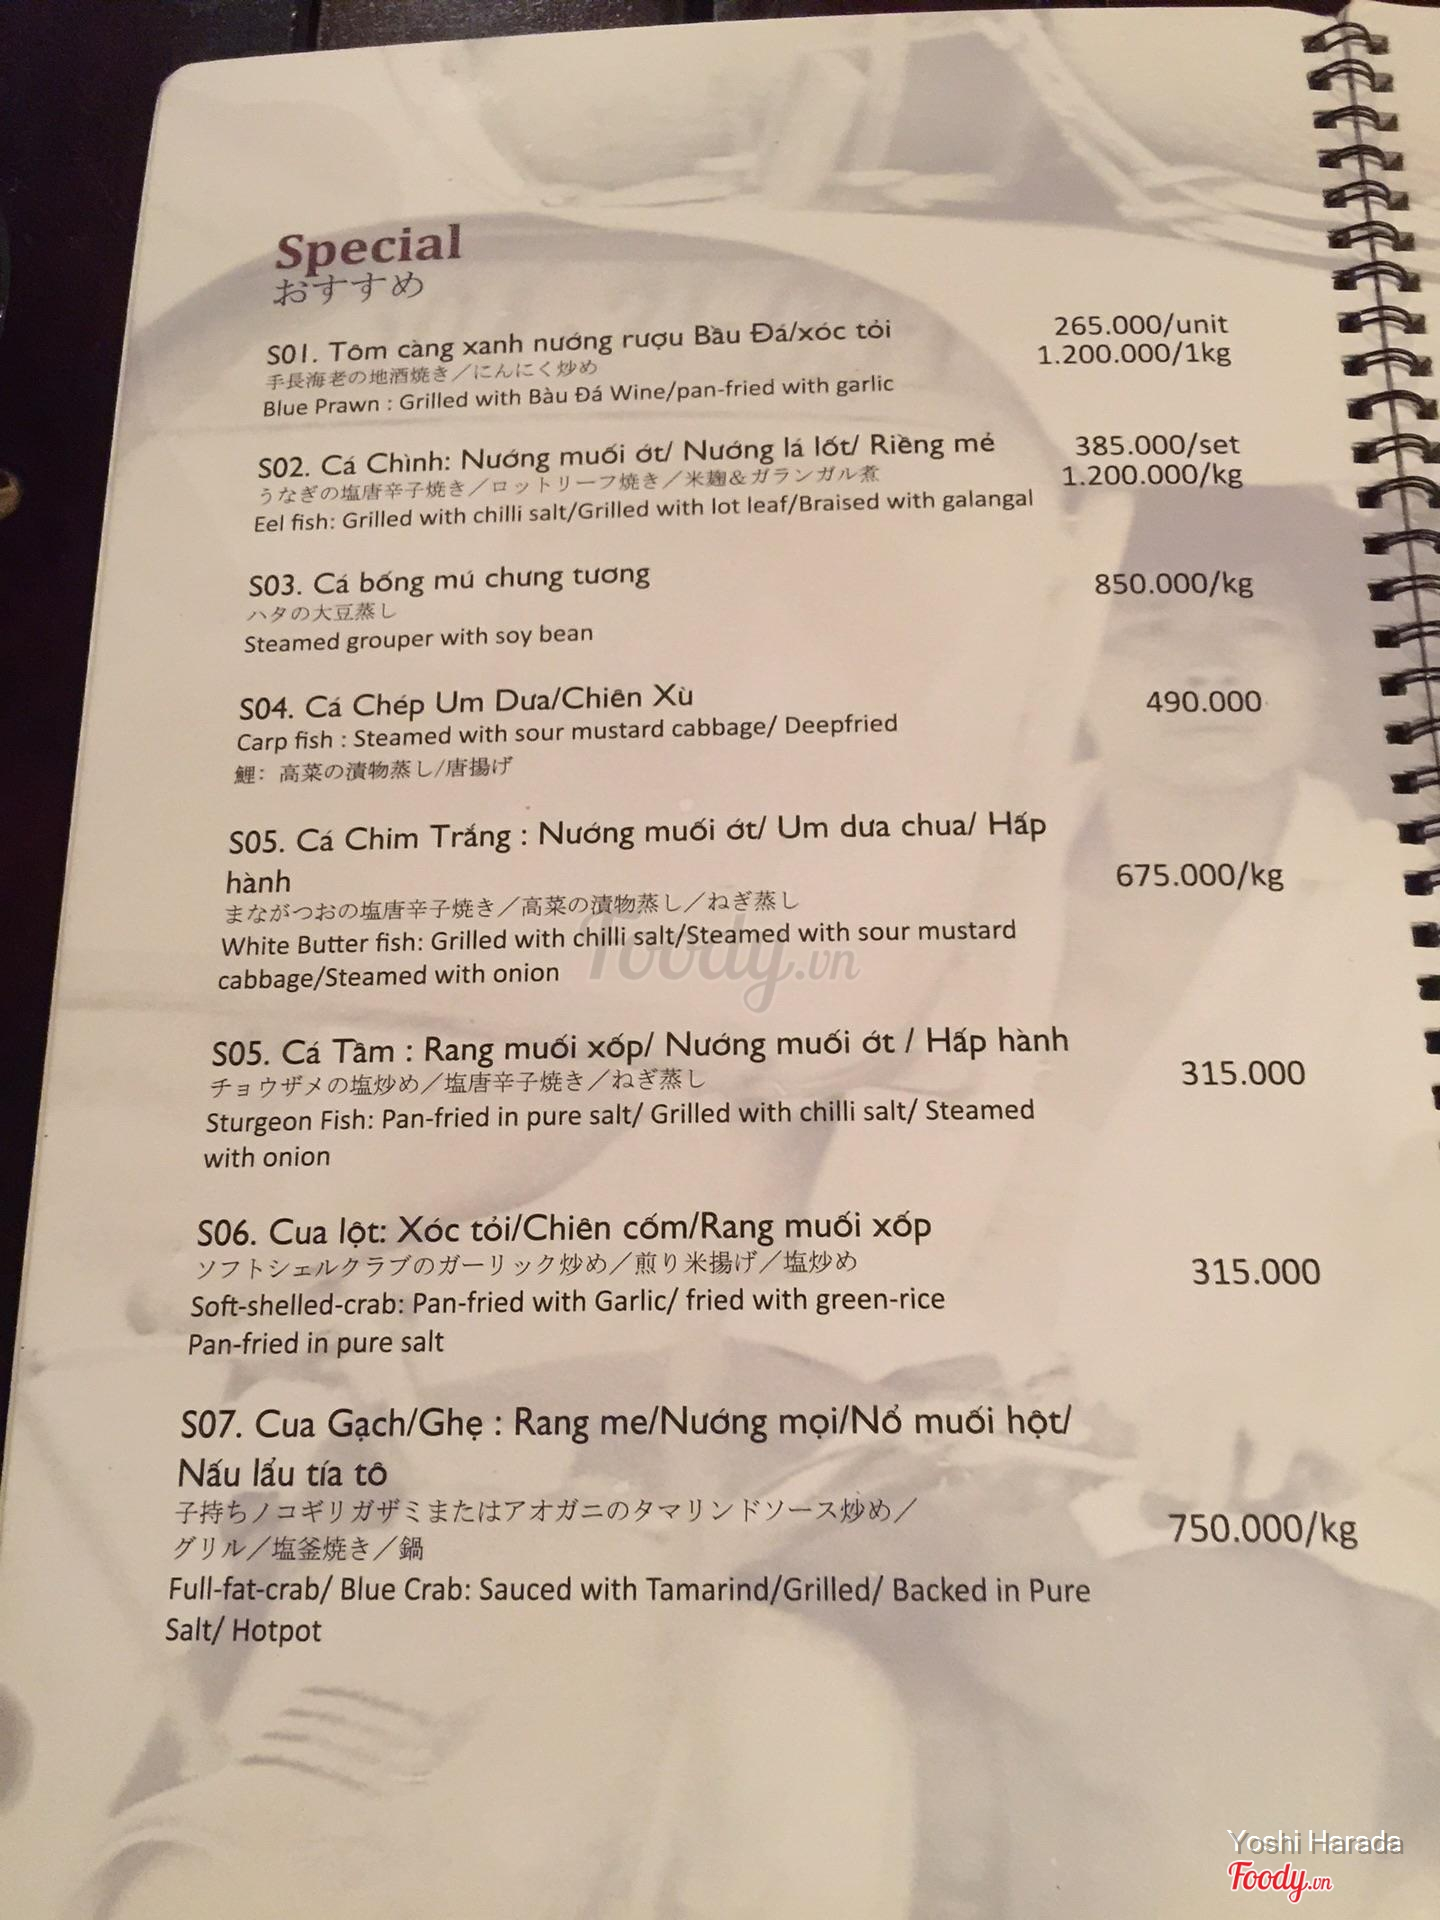 Special
おすすめ
S01. Tôm càng xanh nướng rượu Bầu Đá/xóc tỏi
265.000/unit
手長海老の地酒焼き／にんにく炒め
1.200.000/1kg
Blue Prawn : Grilled with Bàu Đá Wine/pan-fried with garlic
S02. Cá Chình: Nướng muối ớt/ Nướng lá lốt/ Riềng mẻ
385.000/set
うなぎの塩唐辛子焼き／ロットリーフ焼き／米麹＆ガランガル煮
1.200.000/kg
Eel fish: Grilled with chilli salt/Grilled with lot leaf/Braised with galangal
S03. Cá bống mú chưng tương
850.000/kg
ハタの大豆蒸し
Steamed grouper with soy bean
S04. Cá Chép Um Dưa/Chiên Xù
490.000
Carp fish : Steamed with sour mustard cabbage/ Deepfried
鯉: 高菜の漬物蒸し/唐揚げ
S05. Cá Chim Trắng : Nướng muối ớt/ Um dưa chua/ Hấp
hành
675.000/kg
まながつおの塩唐辛子焼き／高菜の漬物蒸し／ねぎ蒸し
White Butter fish: Grilled with chilli salt/Steamed with sour mustard
cabbage/Steamed with onion
Foody.vn
S05. Cá Tầm : Rang muối xốp/ Nướng muối ớt / Hấp hành
315.000
チョウザメの塩炒め／塩唐辛子焼き／ねぎ蒸し
Sturgeon Fish: Pan-fried in pure salt/ Grilled with chilli salt/ Steamed
with onion
S06. Cua lột: Xóc tỏi/Chiên cốm/Rang muối xốp
315.000
ソフトシェルクラブのガーリック炒め／煎り米揚げ／塩炒め
Soft-shelled-crab: Pan-fried with Garlic/ fried with green-rice
Pan-fried in pure salt
S07. Cua Gạch/Ghẹ : Rang me/Nướng mọi/Nổ muối hột/
Nấu lẩu tía tô
子持ちノコギリガザミまたはアオガニのタマリンドソース炒め／
750.000/kg
グリル／塩釜焼き／鍋
Full-fat-crab/ Blue Crab: Sauced with Tamarind/Grilled/ Backed in Pure
Salt/ Hotpot
Yoshi Harada
Foody.vn